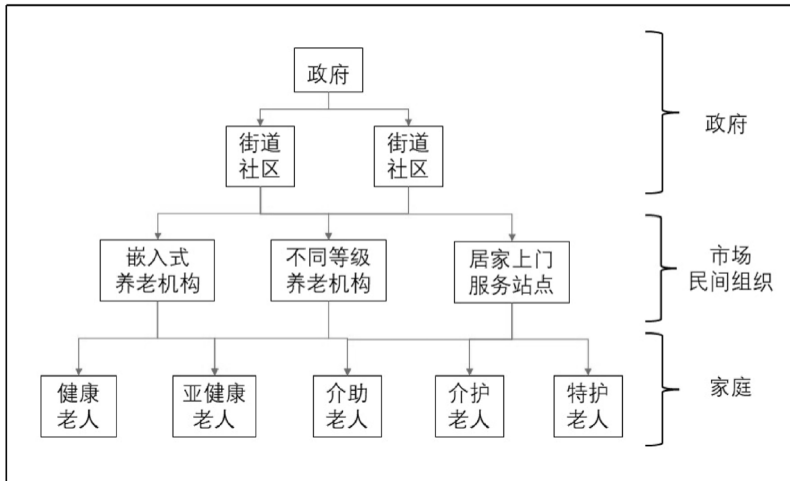 政府
街道
社区
街道
社区
政府
嵌入式
养老机构
不同等级
养老机构
居家上门
服务站点
市场
民间组织
健康
老人
亚健康
老人
介助
老人
介护
老人
特护
老人
家庭